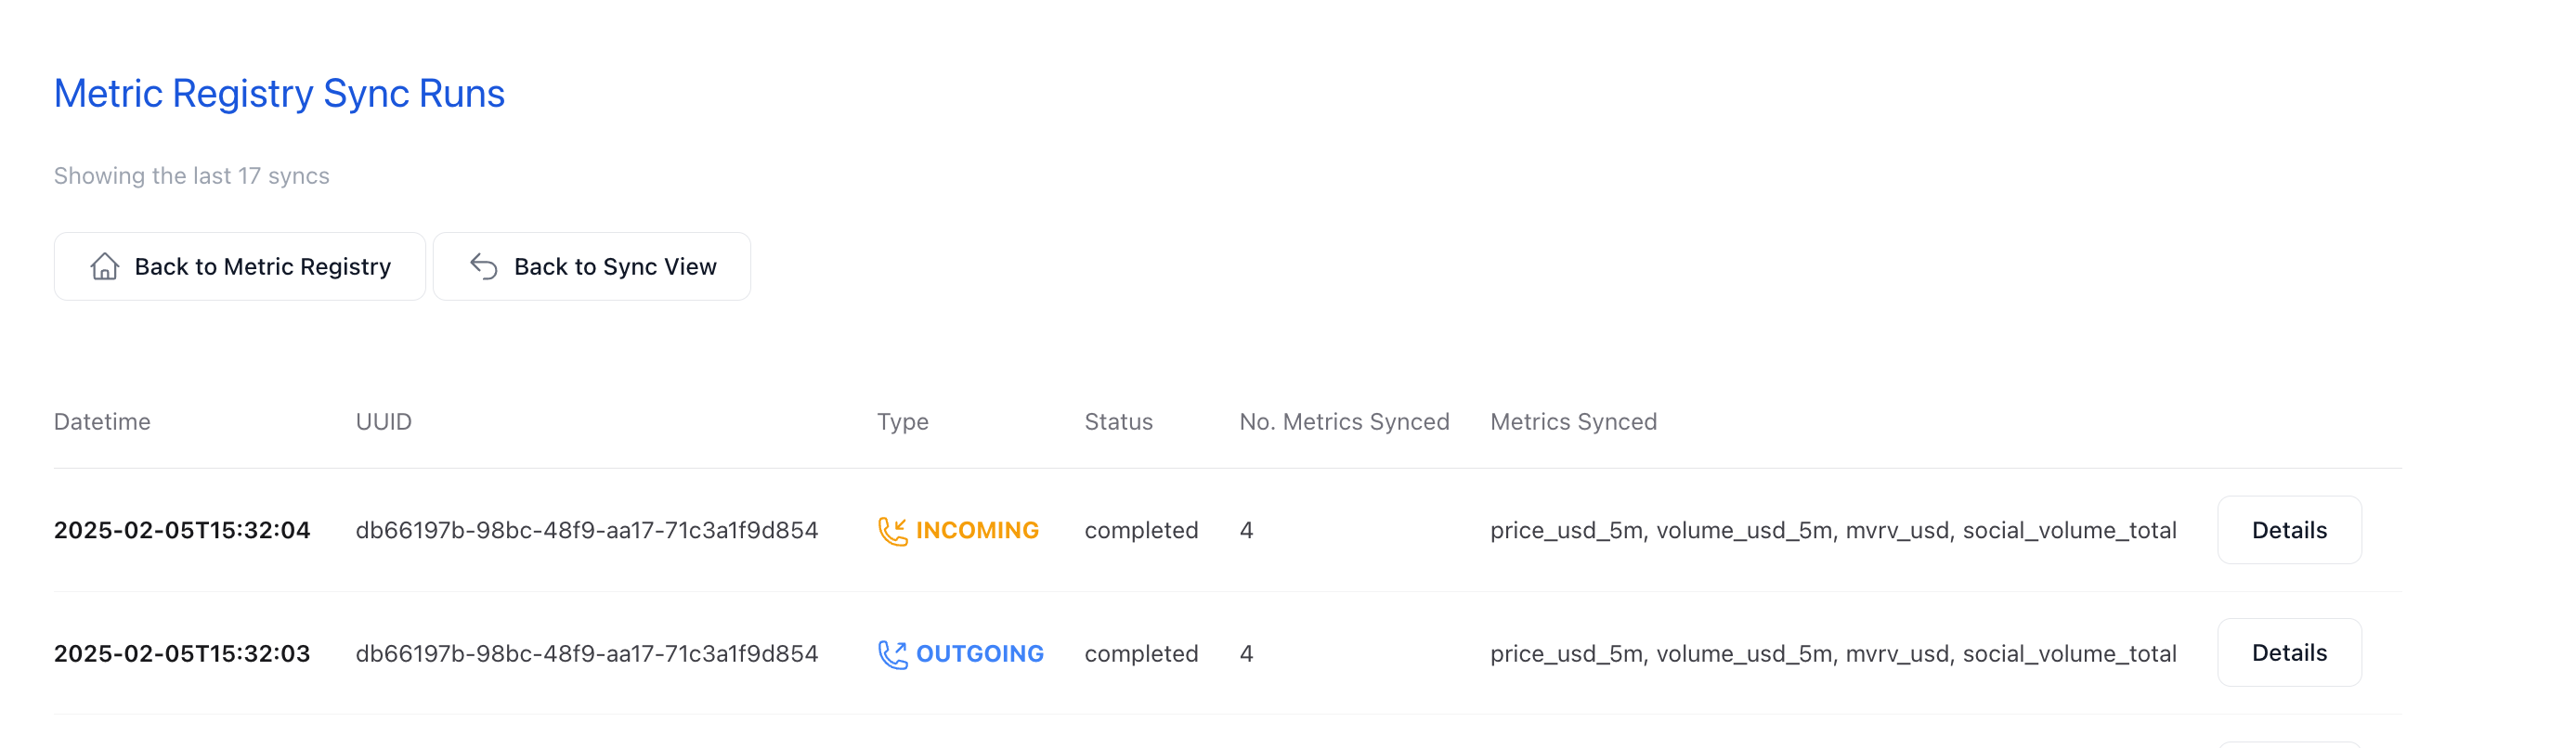 Metric Registry Sync Runs
Showing the last 17 syncs
Back to Metric Registry Back to Sync View
Datetime UUID Type Status No. Metrics Synced Metrics Synced
2025-02-05T15:32:04 db66197b-98bc-48f9-aa17-71c3a1f9d854 INCOMING completed 4 price_usd_5m, volume_usd_5m, mvrv_usd, social_volume_total Details
2025-02-05T15:32:03 db66197b-98bc-48f9-aa17-71c3a1f9d854 OUTGOING completed 4 price_usd_5m, volume_usd_5m, mvrv_usd, social_volume_total Details